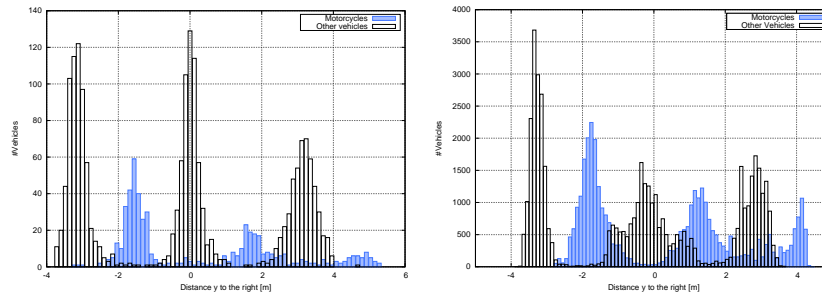 140
120
100
80
60
40
20
0
-4 -2 0 2 4 6
#Vehicles
Distance y to the right [m]
Motorcycles
Other vehicles
4000
3500
3000
2500
2000
1500
1000
500
0
-4 -2 0 2 4
#Vehicles
Distance y to the right [m]
Motorcycles
Other Vehicles